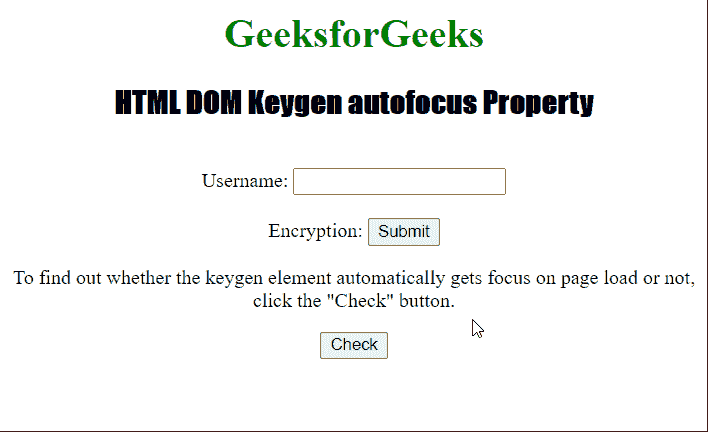 GeeksforGeeks
HTML DOM Keygen autofocus Property
Username:
Encryption: Submit
To find out whether the keygen element automatically gets focus on page load or not,
click the "Check" button.
Check